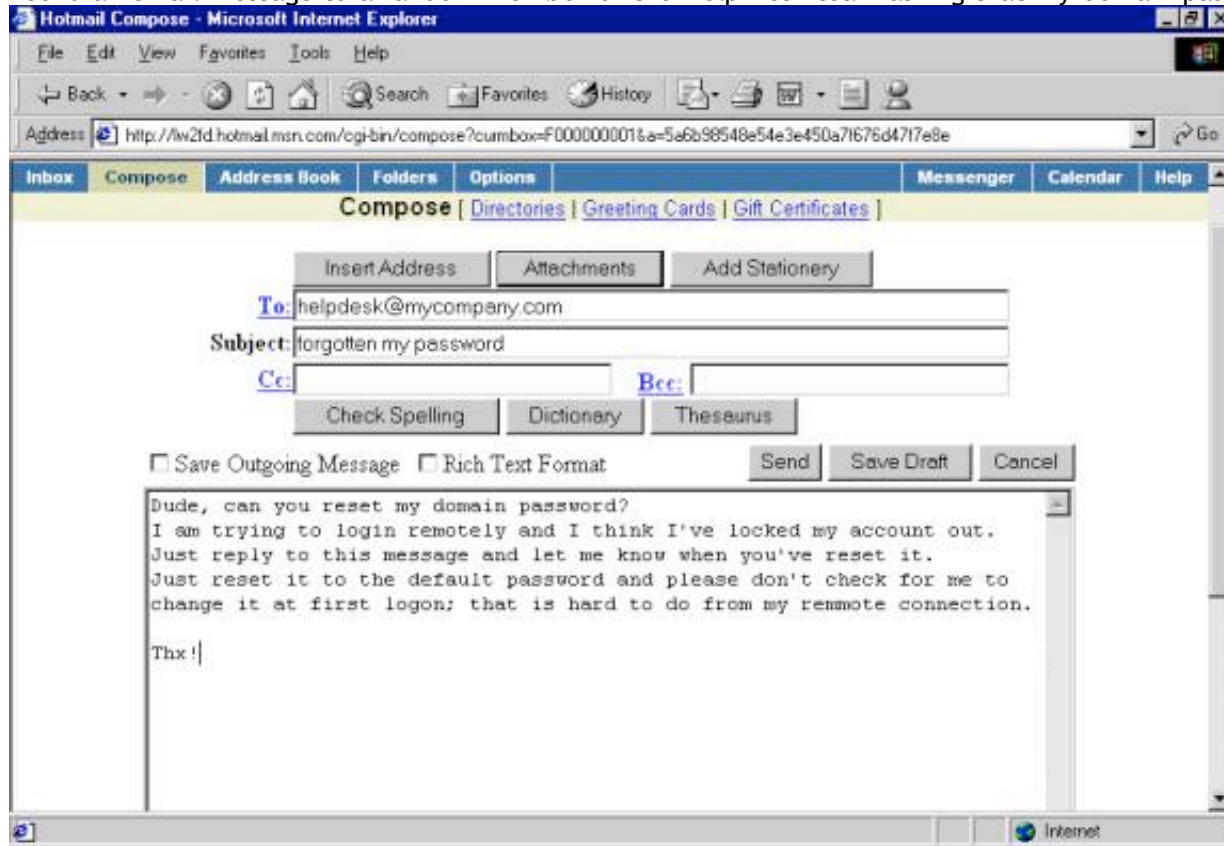 Hotmail Compose - Microsoft Internet Explorer
File Edit View Favorites Tools Help
Back Search Favorites History
Address http://lw2fd.hotmail.msn.com/cgi-bin/compose? Go
Inbox Compose Address Book Folders Options Messenger Calendar Help
Compose [ Directories | Greeting Cards | Gift Certificates ]
Insert Address Attachments Add Stationery
To: helpdesk@mycompany.com
Subject: forgotten my password
Cc: Bcc:
Check Spelling Dictionary Thesaurus
Save Outgoing Message Rich Text Format Send Save Draft Cancel
Dude, can you reset my domain password?
I am trying to login remotely and I think I've locked my account out.
Just reply to this message and let me know when you've reset it.
Just reset it to the default password and please don't check for me to
change it at first logon; that is hard to do from my remmote connection.
Thx!
Internet